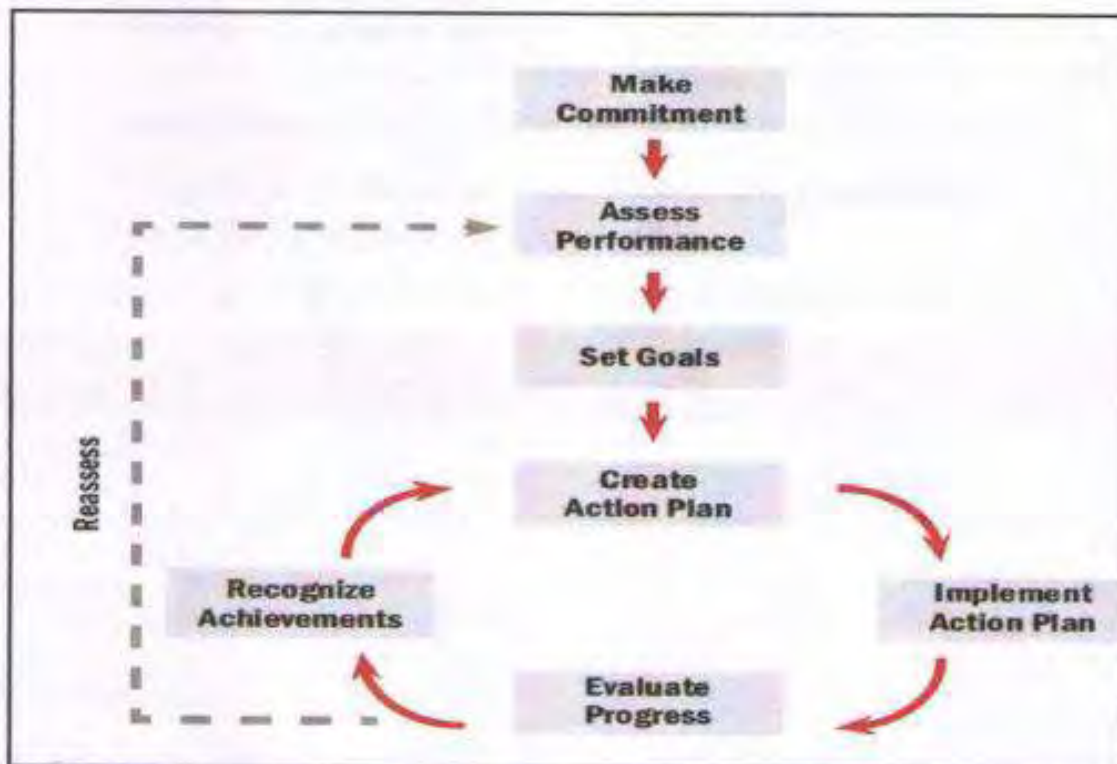 Make
Commitment
Assess
Performance
Set Goals
Create
Action Plan
Reassess
Recognize
Achievements
Implement
Action Plan
Evaluate
Progress